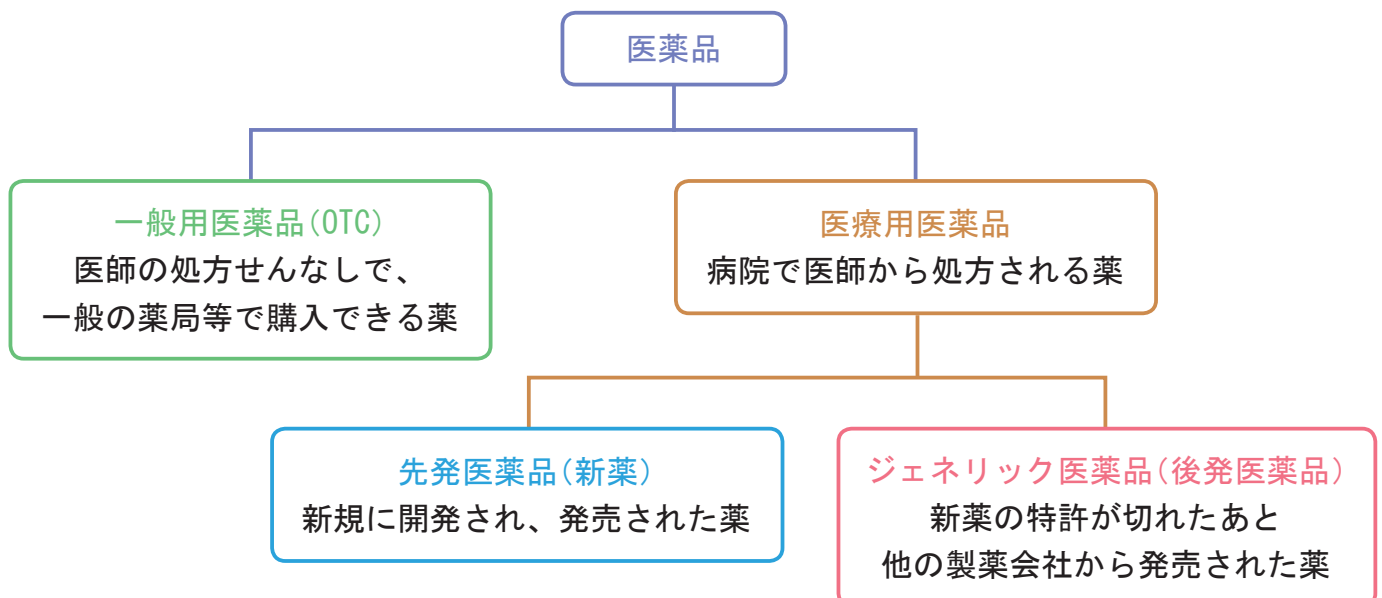 医薬品
一般用医薬品(OTC)
医師の処方せんなしで、
一般の薬局等で購入できる薬
医療用医薬品
病院で医師から処方される薬
先発医薬品(新薬)
新規に開発され、発売された薬
ジェネリック医薬品(後発医薬品)
新薬の特許が切れたあと
他の製薬会社から発売された薬